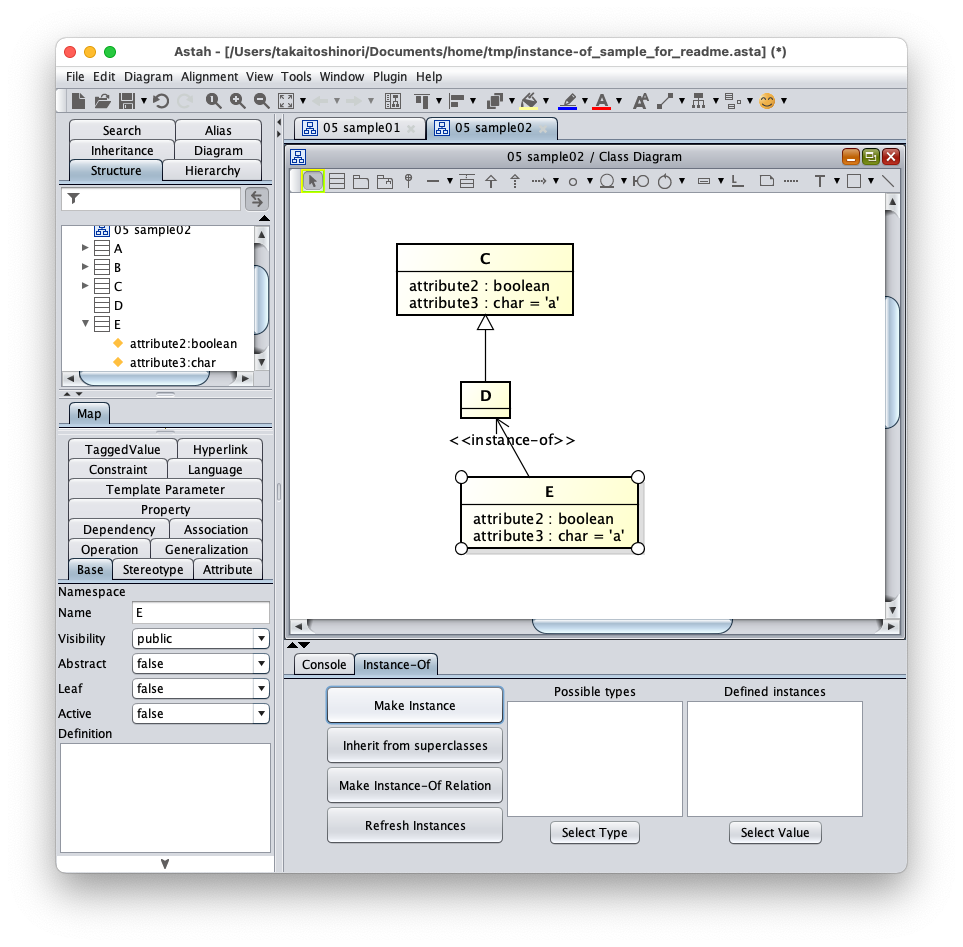 Astah - [/Users/takaitoshinori/Documents/home/tmp/instance-of_sample_for_readme.asta] (*)
File Edit Diagram Alignment View Tools Window Plugin Help
Search Alias
Inheritance Diagram
Structure Hierarchy
05 sample02
A
B
C
D
E
attribute2:boolean
attribute3:char
Map
TaggedValue Hyperlink
Constraint Language
Template Parameter
Property
Dependency Association
Operation Generalization
Base Stereotype Attribute
Namespace
Name E
Visibility public
Abstract false
Leaf false
Active false
Definition
05 sample01 05 sample02
05 sample02 / Class Diagram
T
C
attribute2 : boolean
attribute3 : char = 'a'
D
<<instance-of>>
E
attribute2 : boolean
attribute3 : char = 'a'
Console Instance-Of
Make Instance
Inherit from superclasses
Make Instance-Of Relation
Refresh Instances
Possible types
Select Type
Defined instances
Select Value